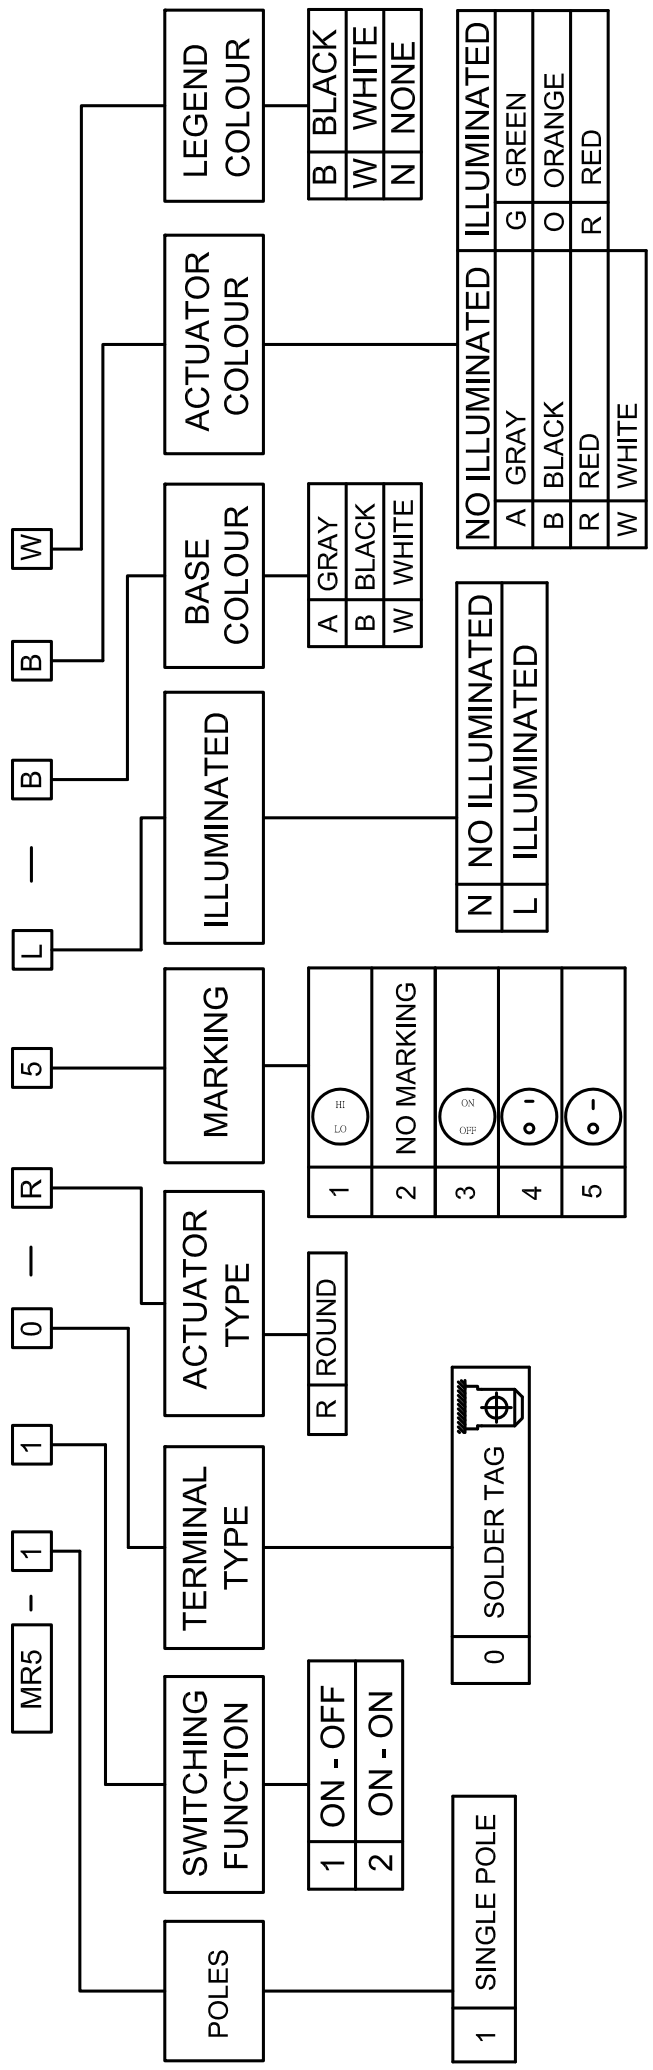 MR5 – 1 1 0 — R 5 L — B B W
POLES
SWITCHING
FUNCTION
TERMINAL
TYPE
ACTUATOR
TYPE
MARKING
ILLUMINATED
BASE
COLOUR
ACTUATOR
COLOUR
LEGEND
COLOUR
1 SINGLE POLE
1 ON - OFF
2 ON - ON
0 SOLDER TAG
R ROUND
1 LO HI
2 NO MARKING
3 OFF ON
4
5
N NO ILLUMINATED
L ILLUMINATED
A GRAY
B BLACK
W WHITE
NO ILLUMINATED ILLUMINATED
A GRAY G GREEN
B BLACK O ORANGE
R RED R RED
W WHITE
B BLACK
W WHITE
N NONE